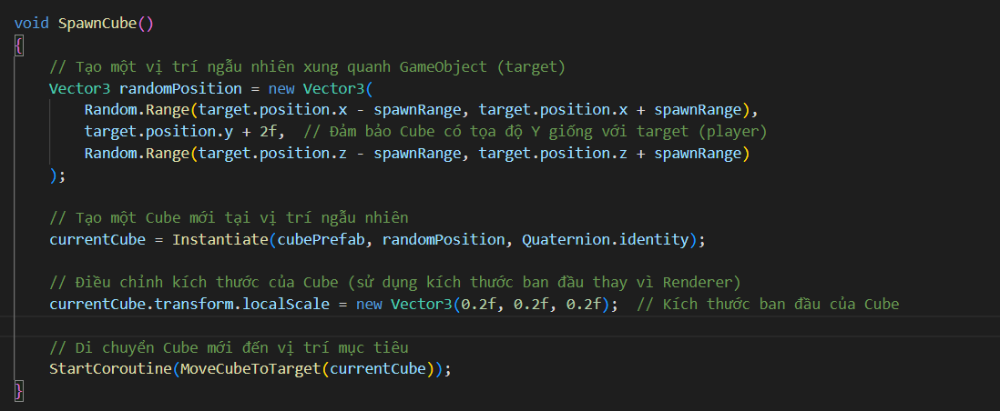 void SpawnCube()
{
// Tạo một vị trí ngẫu nhiên xung quanh GameObject (target)
Vector3 randomPosition = new Vector3(
Random.Range(target.position.x - spawnRange, target.position.x + spawnRange),
target.position.y + 2f,  // Đảm bảo Cube có tọa độ Y giống với target (player)
Random.Range(target.position.z - spawnRange, target.position.z + spawnRange)
);
// Tạo một Cube mới tại vị trí ngẫu nhiên
currentCube = Instantiate(cubePrefab, randomPosition, Quaternion.identity);
// Điều chỉnh kích thước của Cube (sử dụng kích thước ban đầu thay vì Renderer)
currentCube.transform.localScale = new Vector3(0.2f, 0.2f, 0.2f);  // Kích thước ban đầu của Cube
// Di chuyển Cube mới đến vị trí mục tiêu
StartCoroutine(MoveCubeToTarget(currentCube));
}